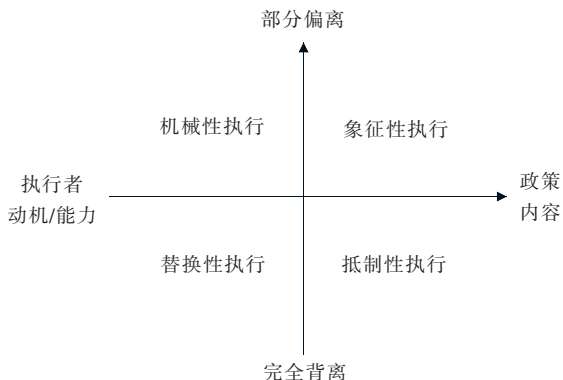 部分偏离
机械性执行
象征性执行
执行者
动机/能力
政策
内容
替换性执行
抵制性执行
完全背离